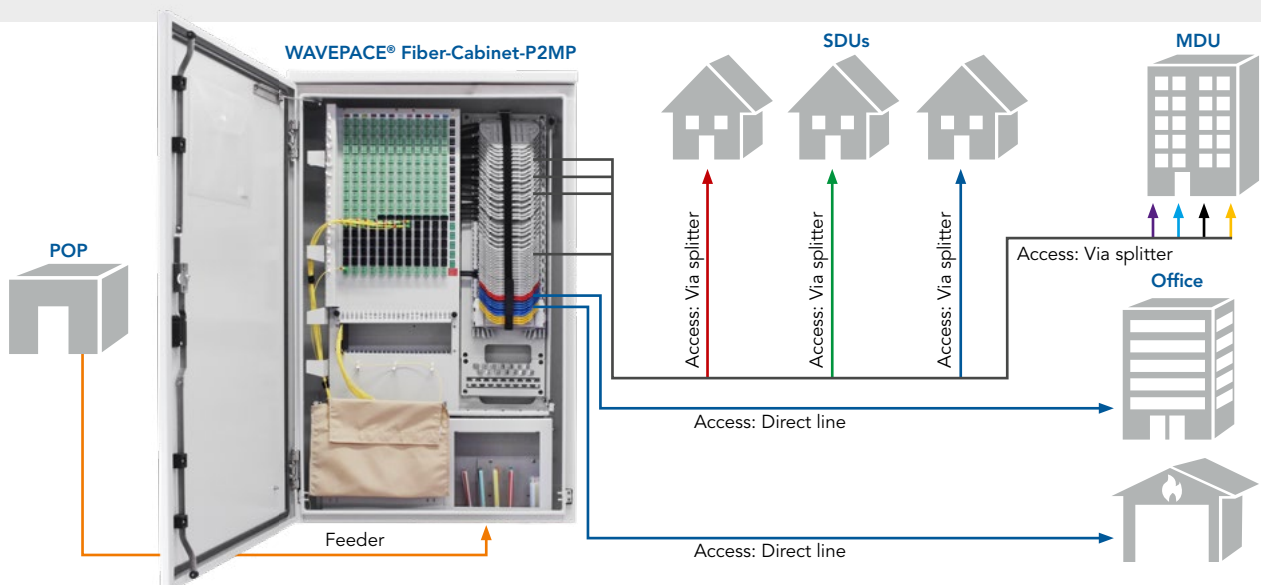 WAVEPACE® Fiber-Cabinet-P2MP
SDUs
MDU
POP
Access: Via splitter
Access: Via splitter
Access: Via splitter
Access: Via splitter
Office
Access: Direct line
Feeder
Access: Direct line